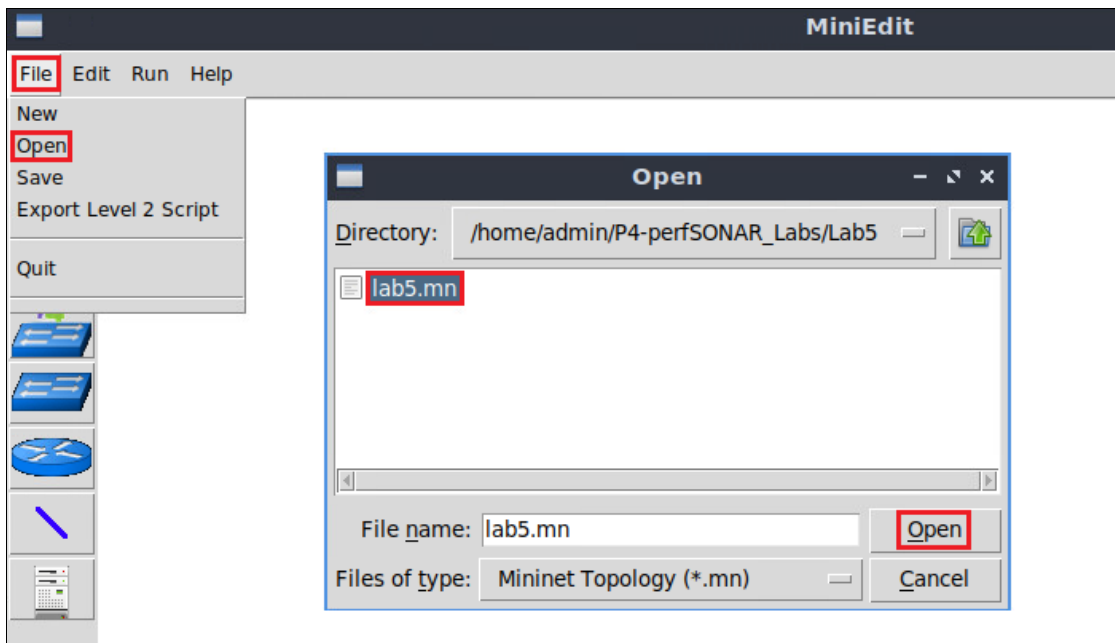 MiniEdit
File Edit Run Help
New
Open
Save
Export Level 2 Script
Quit
Open
Directory: /home/admin/P4-perfSONAR_Labs/Lab5
lab5.mn
File name: lab5.mn Open
Files of type: Mininet Topology (*.mn) Cancel